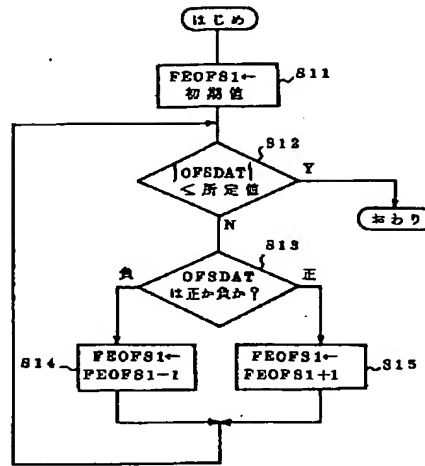 はじめ
FEOFS1←
初期値
S11
S12
|OFSDAT|
≤所定値
Y
おわり
N
S13
OFSDAT
は正か負か?
負
正
S14
FEOFS1←
FEOFS1-1
FEOFS1←
FEOFS1+1
S15